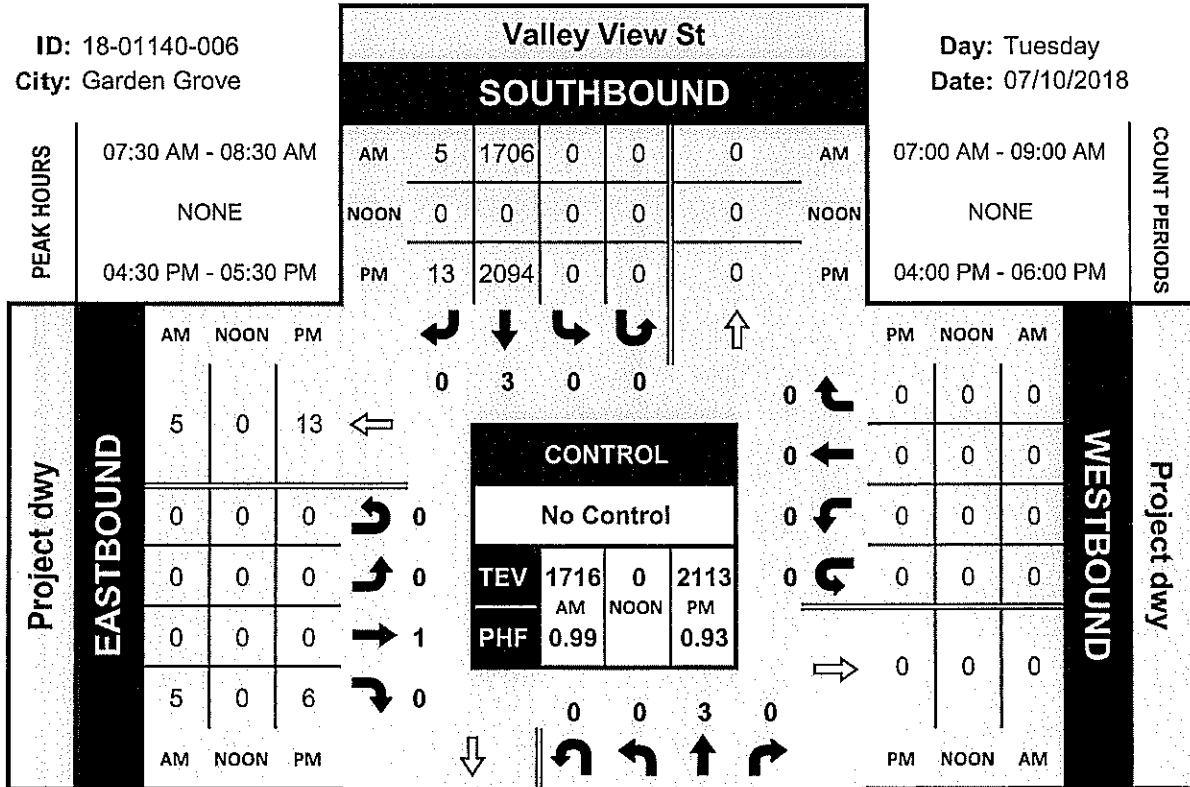 ID: 18-01140-006
City: Garden Grove
Valley View St
SOUTHBOUND
Day: Tuesday
Date: 07/10/2018
PEAK HOURS
07:30 AM - 08:30 AM
NONE
04:30 PM - 05:30 PM
AM 5 1706 0 0 0 AM
NOON 0 0 0 0 0 NOON
PM 13 2094 0 0 0 PM
07:00 AM - 09:00 AM
NONE
04:00 PM - 06:00 PM
COUNT PERIODS
0 3 0 0
Project dwy
EASTBOUND
AM NOON PM
5 0 13
0 0 0 0
0 0 0 0
0 0 0 1
5 0 6 0
AM NOON PM
CONTROL
No Control
TEV 1716 0 2113
AM NOON PM
PHF 0.99 0.93
PM NOON AM
0 0 0 0
0 0 0 0
0 0 0 0
0 0 0 0
0 0 0
PM NOON AM
WESTBOUND
Project dwy
0 0 3 0